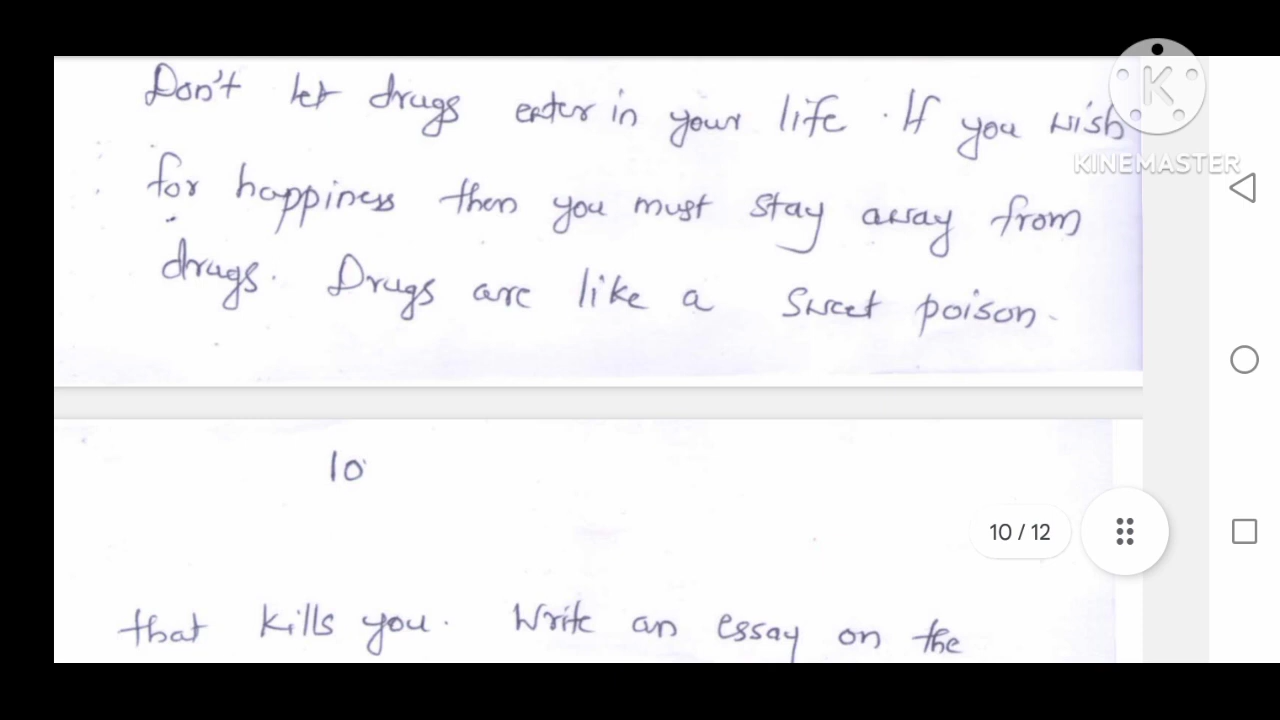 Don't let drugs enter in your life. If you wish
KINEMASTER
for happiness then you must stay away from
drugs. Drugs are like a sweet poison.
10
10 / 12
that kills you. Write an essay on the